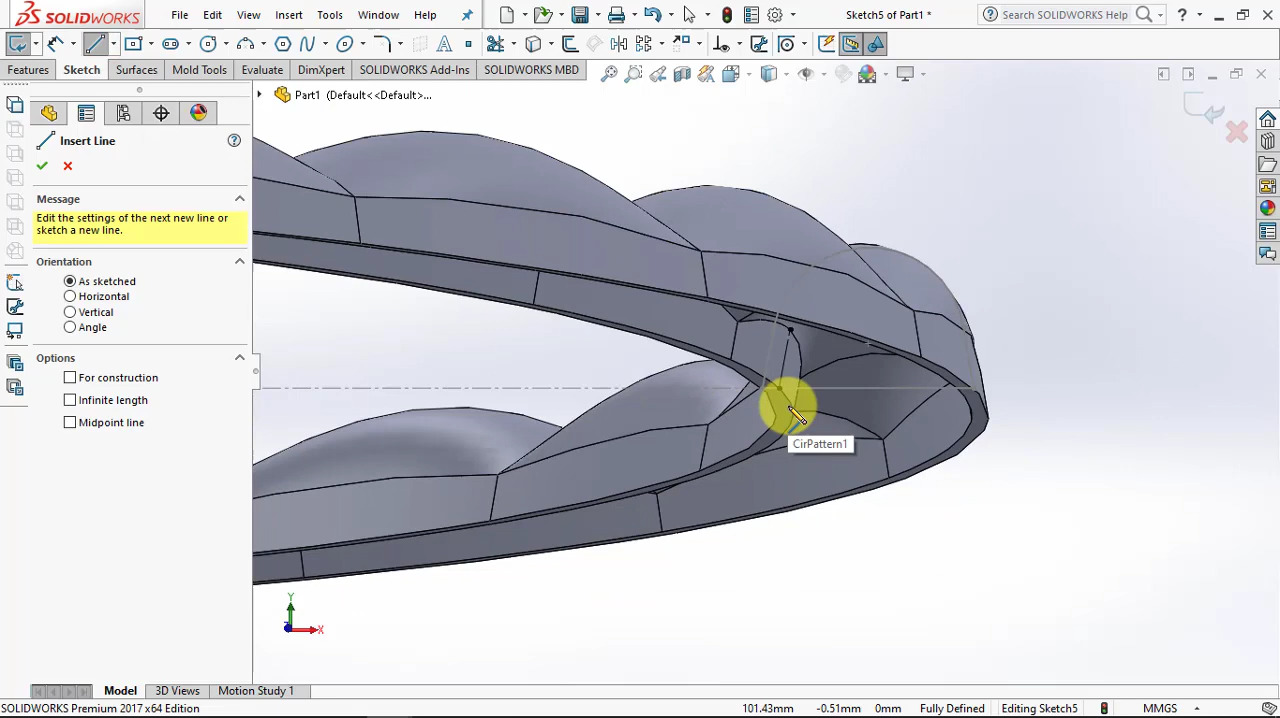 SOLIDWORKS
File
Edit
View
Insert
Tools
Window
Help
Sketch5 of Part1 *
Search SOLIDWORKS Help
Features
Sketch
Surfaces
Mold Tools
Evaluate
DimXpert
SOLIDWORKS Add-Ins
SOLIDWORKS MBD
Part1 (Default<<Default>...
Insert Line
Message
Edit the settings of the next new line or
sketch a new line.
Orientation
As sketched
Horizontal
Vertical
Angle
Options
For construction
Infinite length
Midpoint line
CirPattern1
Y
X
Model
3D Views
Motion Study 1
SOLIDWORKS Premium 2017 x64 Edition
101.43mm
-0.51mm
0mm
Fully Defined
Editing Sketch5
MMGS